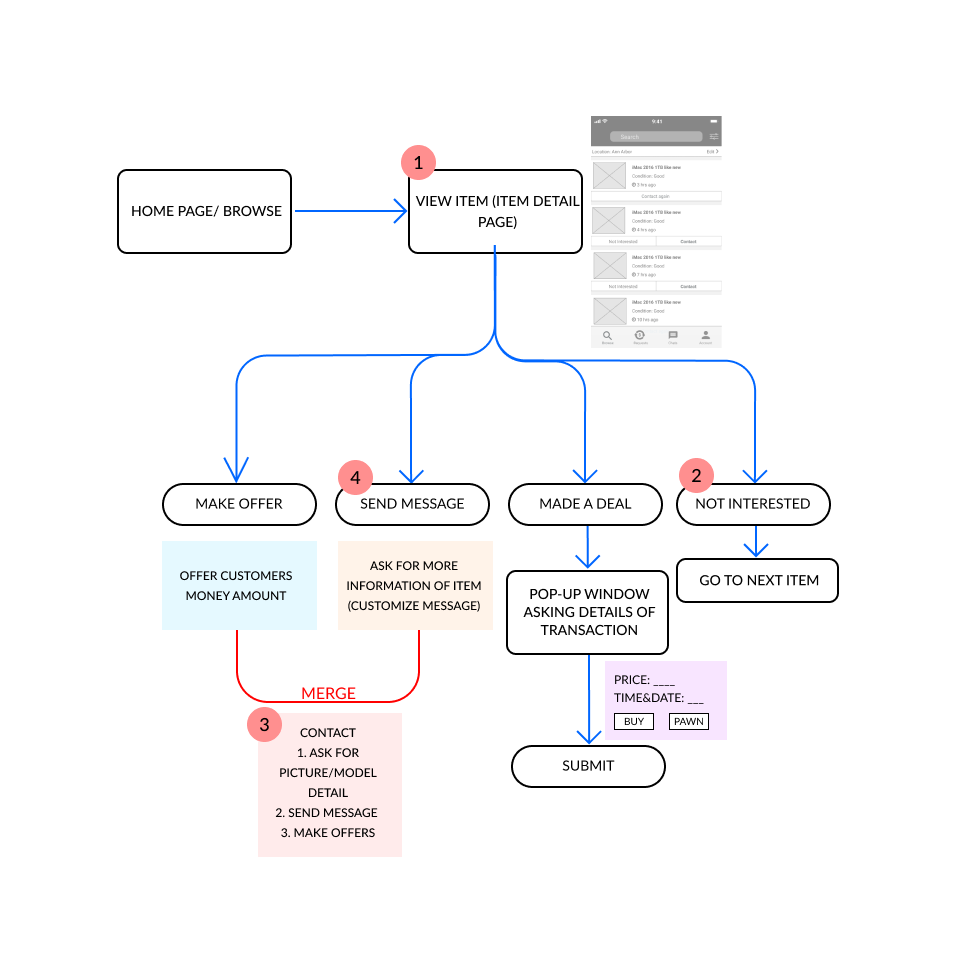 9:41
Search
Location: Ann Arbor
Edit
iMac 2016 1TB like new
Condition: Good
3 hrs ago
Contact again
iMac 2016 1TB like new
Condition: Good
4 hrs ago
Not Interested
Contact
iMac 2016 1TB like new
Condition: Good
7 hrs ago
Not Interested
Contact
iMac 2016 1TB like new
Condition: Good
10 hrs ago
Browse
Account
1
HOME PAGE/ BROWSE
VIEW ITEM (ITEM DETAIL
PAGE)
4
2
MAKE OFFER
SEND MESSAGE
MADE A DEAL
NOT INTERESTED
OFFER CUSTOMERS
MONEY AMOUNT
ASK FOR MORE
INFORMATION OF ITEM
(CUSTOMIZE MESSAGE)
POP-UP WINDOW
ASKING DETAILS OF
TRANSACTION
GO TO NEXT ITEM
MERGE
PRICE: ____
TIME&DATE: ___
BUY
PAWN
3
CONTACT
1. ASK FOR
PICTURE/MODEL
DETAIL
2. SEND MESSAGE
3. MAKE OFFERS
SUBMIT